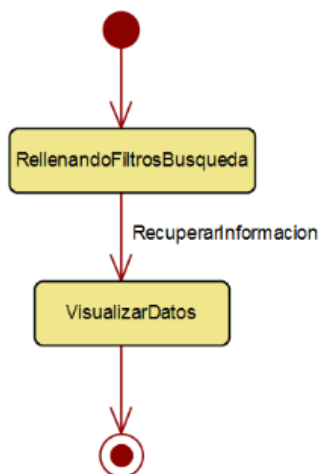 RellenandoFiltrosBusqueda
RecuperarInformacion
VisualizarDatos